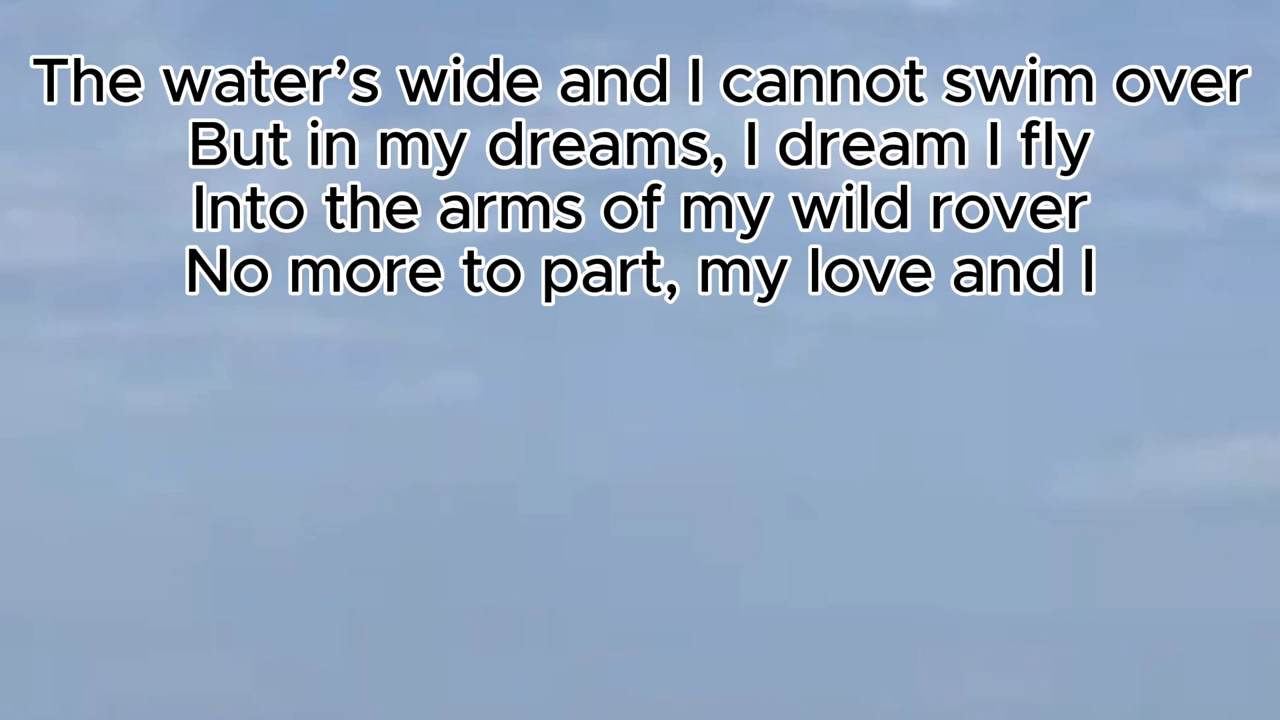 The water’s wide and I cannot swim over
But in my dreams, I dream I fly
Into the arms of my wild rover
No more to part, my love and I